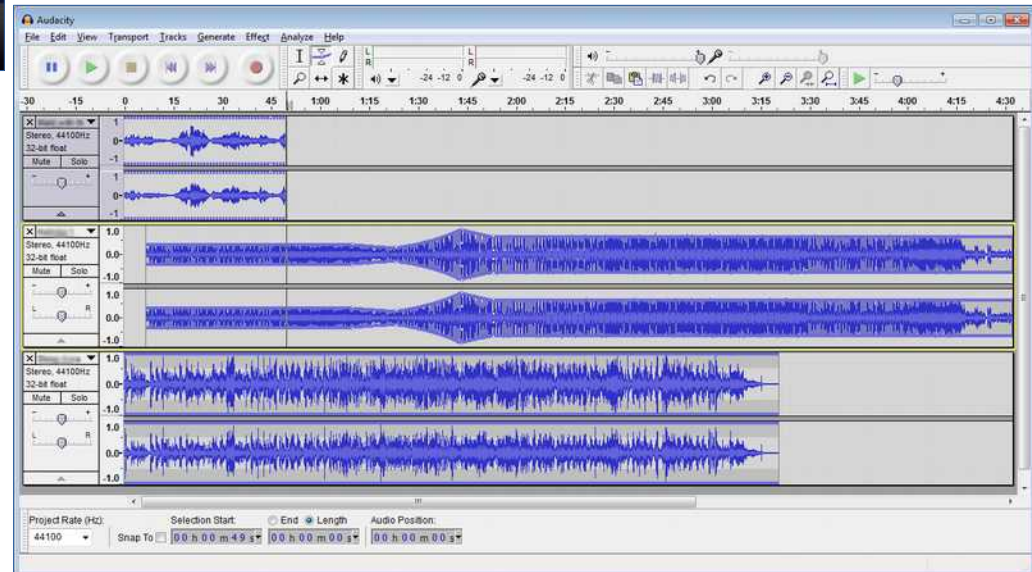 Audacity
File Edit View Transport Tracks Generate Effect Analyze Help
L
R
L
R
-24 -12 0
-24 -12 0
-30 -15 0 15 30 45 1:00 1:15 1:30 1:45 2:00 2:15 2:30 2:45 3:00 3:15 3:30 3:45 4:00 4:15 4:30
Stereo, 44100Hz
32-bit float
Mute Solo
- +
1
0-
-1
1
0-
-1
Stereo, 44100Hz
32-bit float
Mute Solo
- +
L R
1.0
0.0-
-1.0
1.0
0.0-
-1.0
Stereo, 44100Hz
32-bit float
Mute Solo
- +
L R
1.0
0.0-
-1.0
1.0
0.0-
-1.0
Project Rate (Hz): Selection Start: End Length Audio Position:
44100 Snap To 00 h 00 m 49 s 00 h 00 m 00 s 00 h 00 m 00 s